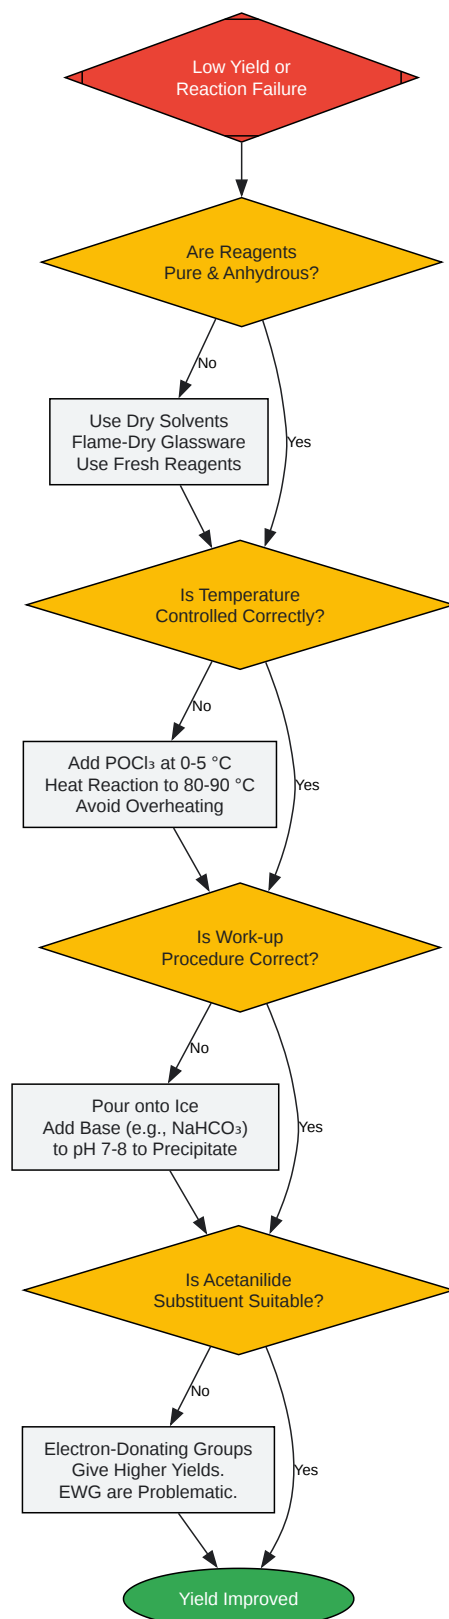 Low Yield or
Reaction Failure
Are Reagents
Pure & Anhydrous?
No
Use Dry Solvents
Flame-Dry Glassware
Use Fresh Reagents
Yes
Is Temperature
Controlled Correctly?
No
Add POCl₃ at 0-5 °C
Heat Reaction to 80-90 °C
Avoid Overheating
Yes
Is Work-up
Procedure Correct?
No
Pour onto Ice
Add Base (e.g., NaHCO₃)
to pH 7-8 to Precipitate
Yes
Is Acetanilide
Substituent Suitable?
No
Electron-Donating Groups
Give Higher Yields.
EWG are Problematic.
Yes
Yield Improved